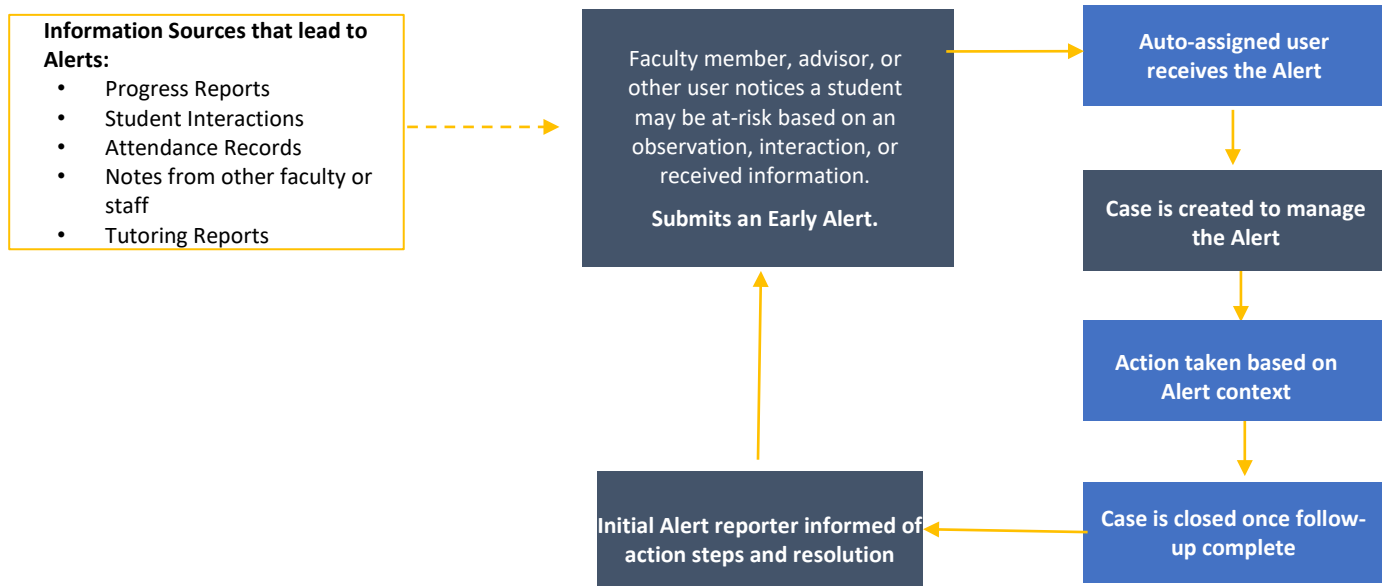 Information Sources that lead to
Alerts:
• Progress Reports
• Student Interactions
• Attendance Records
• Notes from other faculty or
staff
• Tutoring Reports
Faculty member, advisor, or
other user notices a student
may be at-risk based on an
observation, interaction, or
received information.
Submits an Early Alert.
Auto-assigned user
receives the Alert
Case is created to manage
the Alert
Action taken based on
Alert context
Case is closed once follow-
up complete
Initial Alert reporter informed of
action steps and resolution